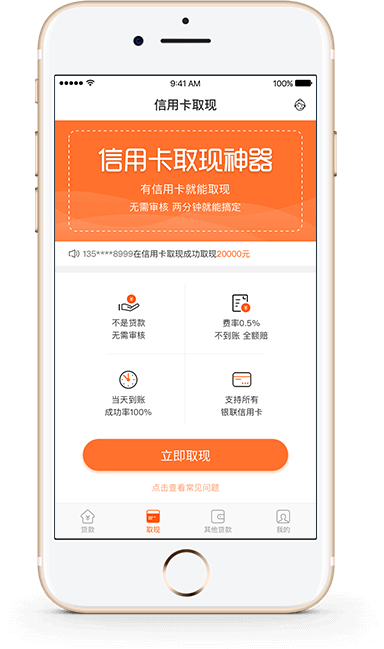 9:41 AM
100%
信用卡取现
信用卡取现神器
有信用卡就能取现
无需审核 两分钟就能搞定
135****8999在信用卡取现成功取现20000元
不是贷款
无需审核
费率0.5%
不到账 全额赔
当天到账
成功率100%
支持所有
银联信用卡
立即取现
点击查看常见问题
贷款
取现
其他贷款
我的